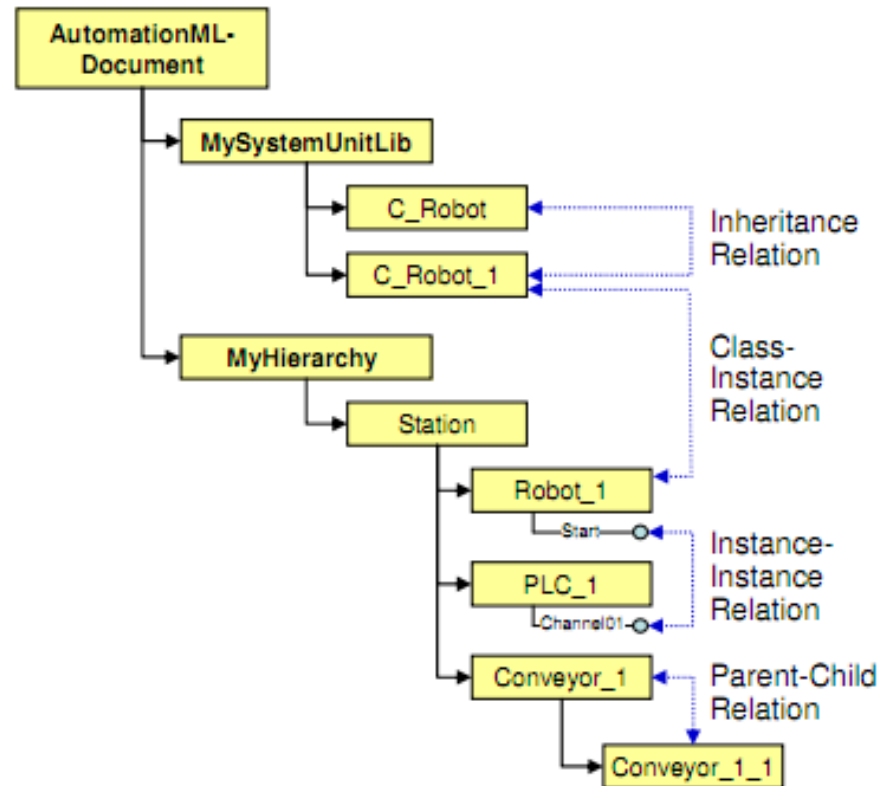 AutomationML-
Document
MySystemUnitLib
C_Robot
Inheritance
Relation
C_Robot_1
MyHierarchy
Class-
Instance
Relation
Station
Robot_1
Start
Instance-
Instance
Relation
PLC_1
Channel01
Conveyor_1
Parent-Child
Relation
Conveyor_1_1